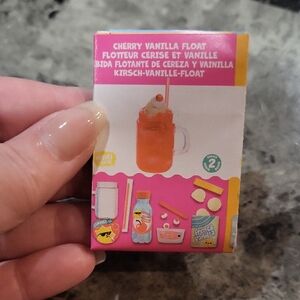 CHERRY VANILLA FLOAT
FLOTTEUR CERISE ET VANILLE
BIDA FLOTANTE DE CEREZA Y VAINILLA
KIRSCH-VANILLE-FLOAT
2